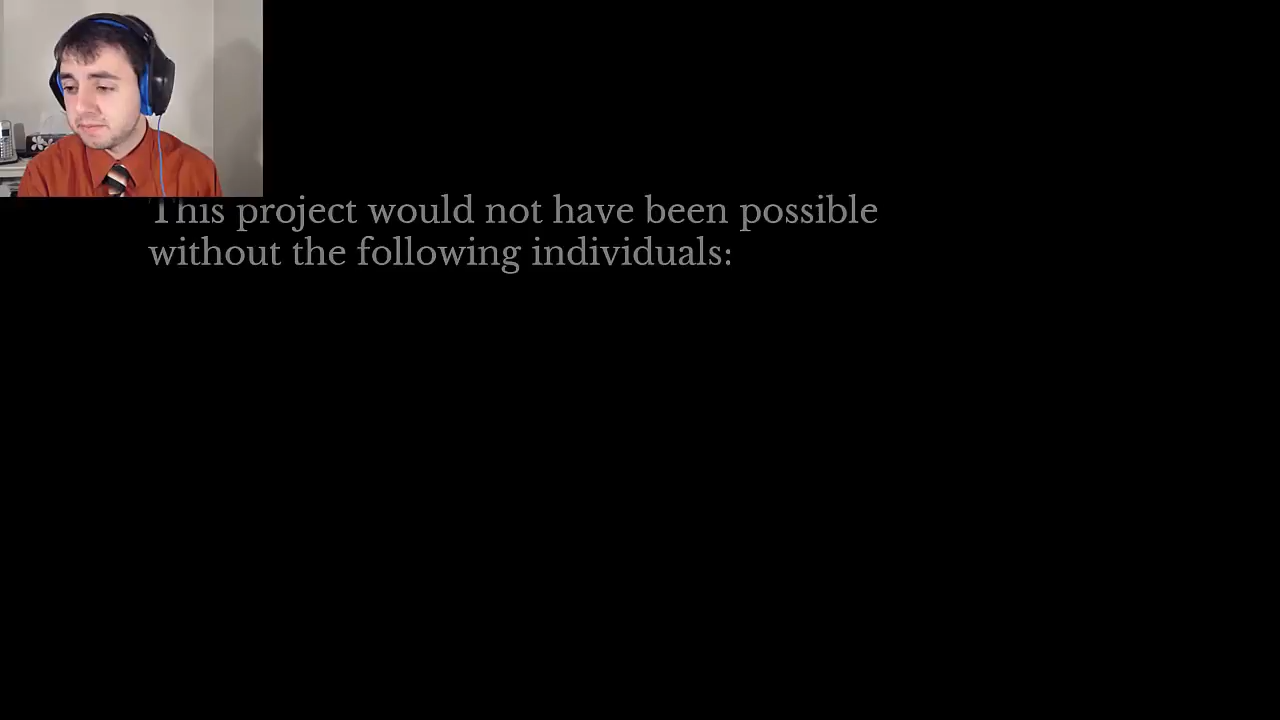 This project would not have been possible
without the following individuals: